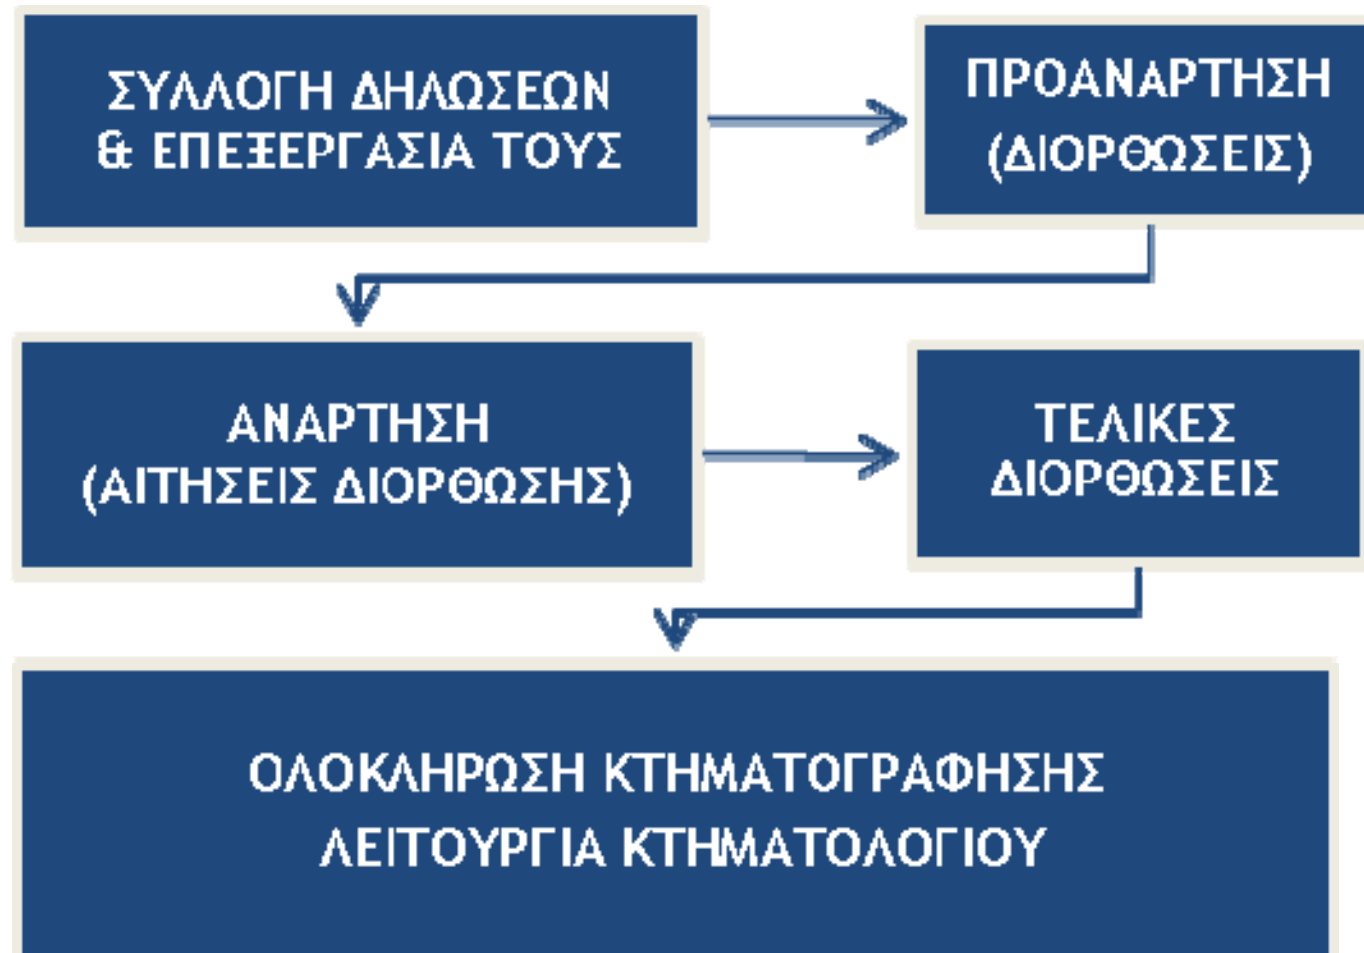 ΣΥΛΛΟΓΗ ΔΗΛΩΣΕΩΝ
& ΕΠΕΞΕΡΓΑΣΙΑ ΤΟΥΣ
ΠΡΟΑΝΑΡΤΗΣΗ
(ΔΙΟΡΘΩΣΕΙΣ)
ΑΝΑΡΤΗΣΗ
(ΑΙΤΗΣΕΙΣ ΔΙΟΡΘΩΣΗΣ)
ΤΕΛΙΚΕΣ
ΔΙΟΡΘΩΣΕΙΣ
ΟΛΟΚΛΗΡΩΣΗ ΚΤΗΜΑΤΟΓΡΑΦΗΣΗΣ
ΛΕΙΤΟΥΡΓΙΑ ΚΤΗΜΑΤΟΛΟΓΙΟΥ